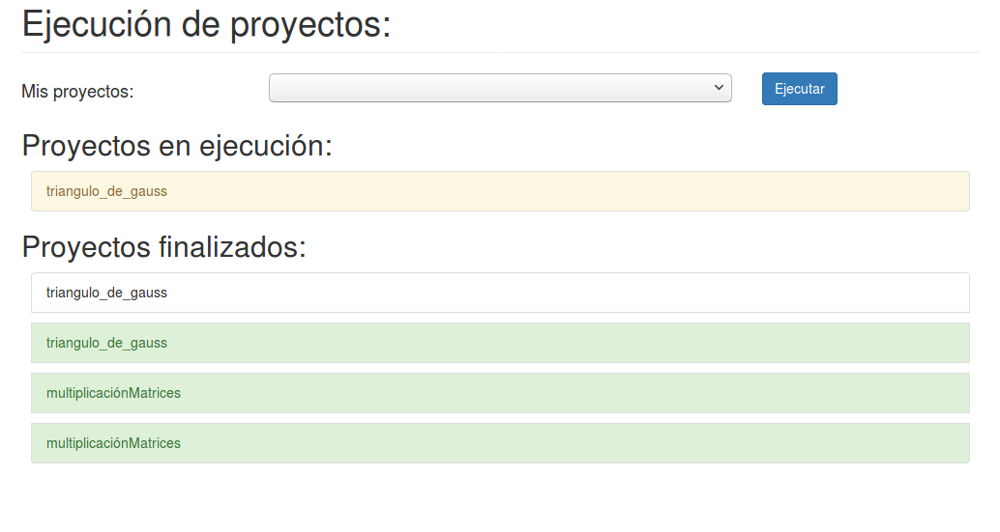 Ejecución de proyectos:
Mis proyectos:
Ejecutar
Proyectos en ejecución:
triangulo_de_gauss
Proyectos finalizados:
triangulo_de_gauss
triangulo_de_gauss
multiplicaciónMatrices
multiplicaciónMatrices